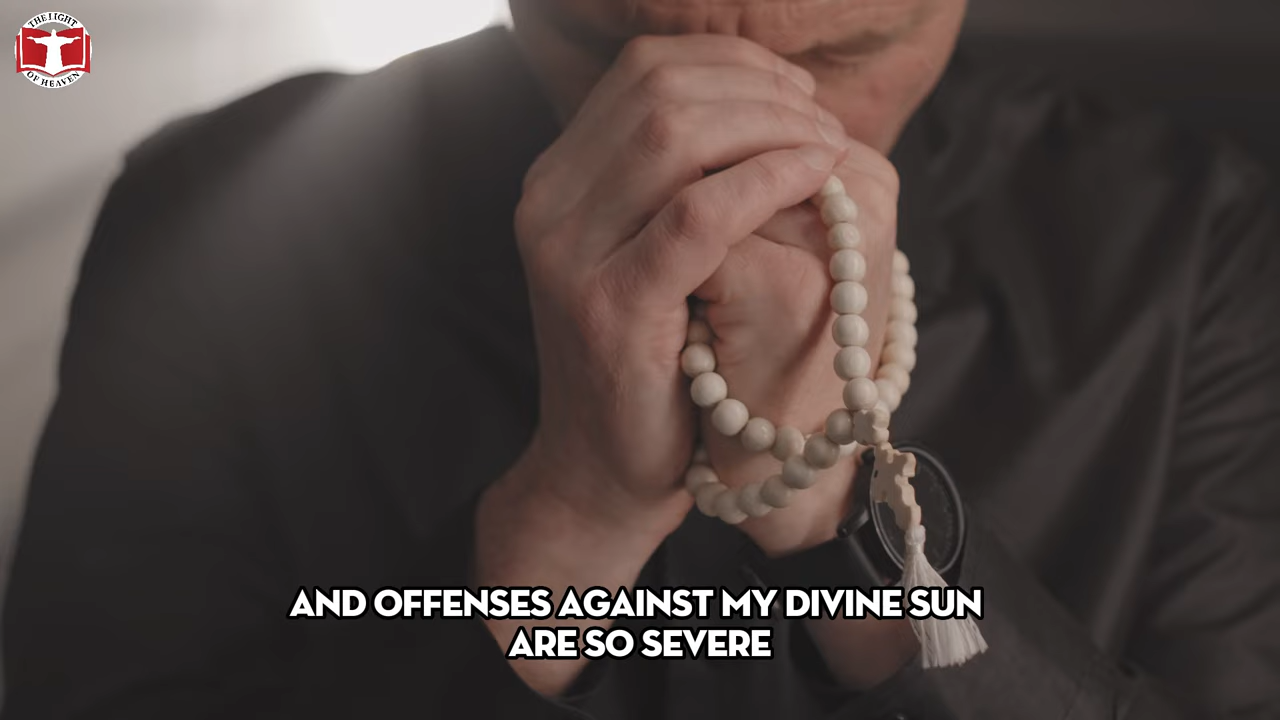 THE LIGHT
OF HEAVEN
AND OFFENSES AGAINST MY DIVINE SUN
ARE SO SEVERE